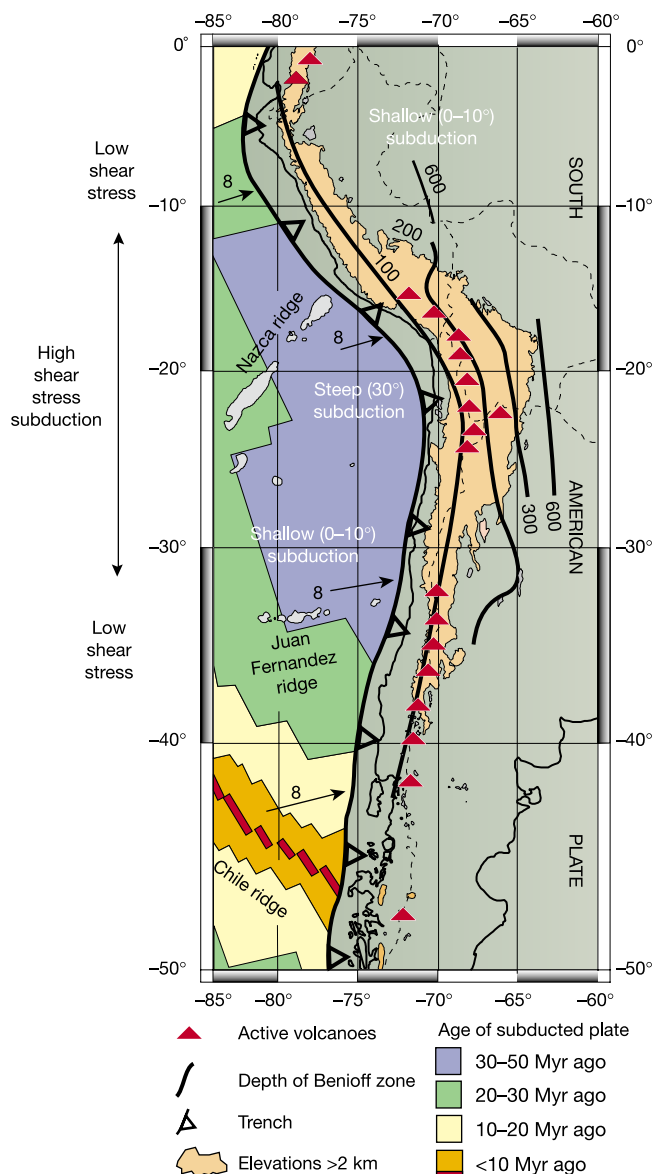 −85° −80° −75° −70° −65° −60°
0° 0°
Shallow (0–10°)
subduction
Low
shear
stress
600
8
SOUTH
−10° −10°
200
100
Nazca ridge
8
High
shear
stress
subduction
−20° −20°
Steep (30°)
subduction
300
600
AMERICAN
Shallow (0–10°)
subduction
−30° −30°
8
Low
shear
stress
Juan
Fernandez
ridge
−40° −40°
8
PLATE
Chile ridge
−50° −50°
−85° −80° −75° −70° −65° −60°
Active volcanoes
Depth of Benioff zone
Trench
Elevations >2 km
Age of subducted plate
30–50 Myr ago
20–30 Myr ago
10–20 Myr ago
<10 Myr ago